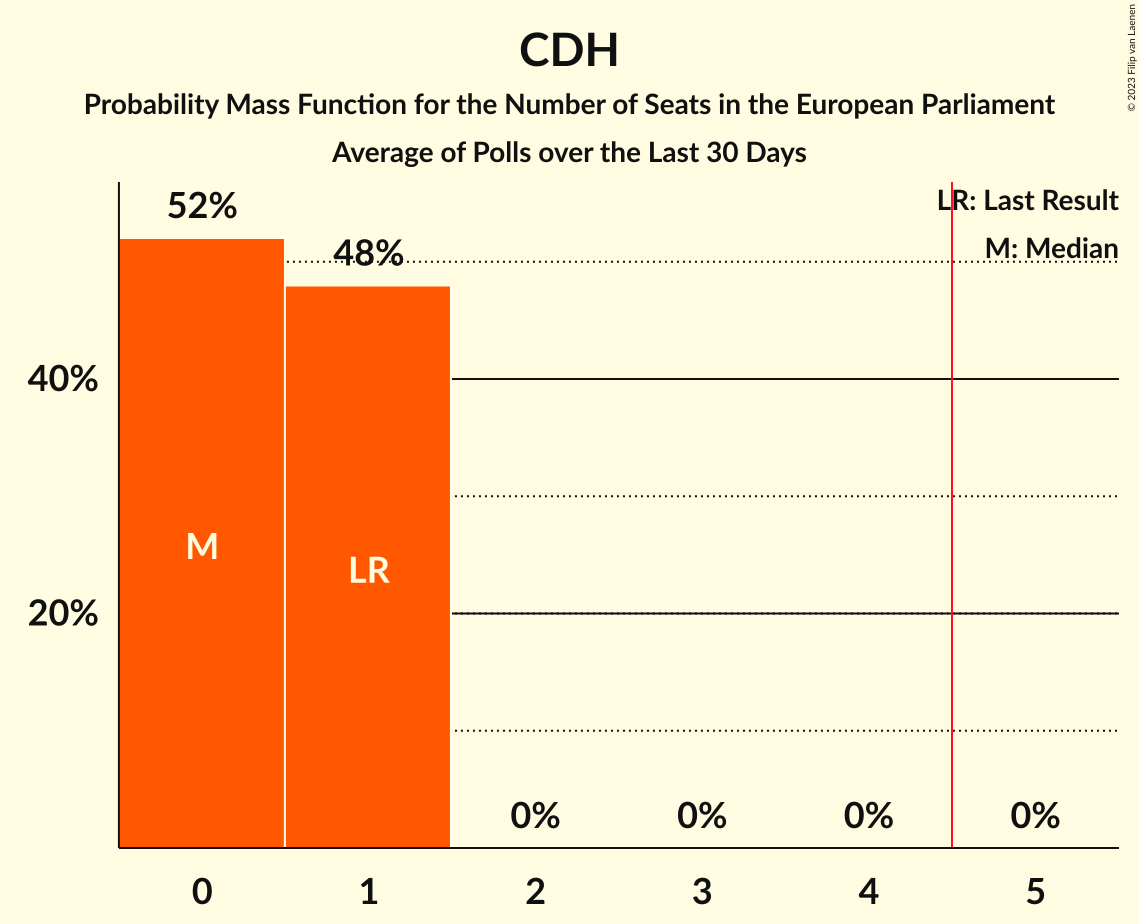 CDH
Probability Mass Function for the Number of Seats in the European Parliament
Average of Polls over the Last 30 Days
© 2023 Filip van Laenen
LR: Last Result
M: Median
52%
48%
40%
20%
M
LR
0%
0%
0%
0%
0
1
2
3
4
5